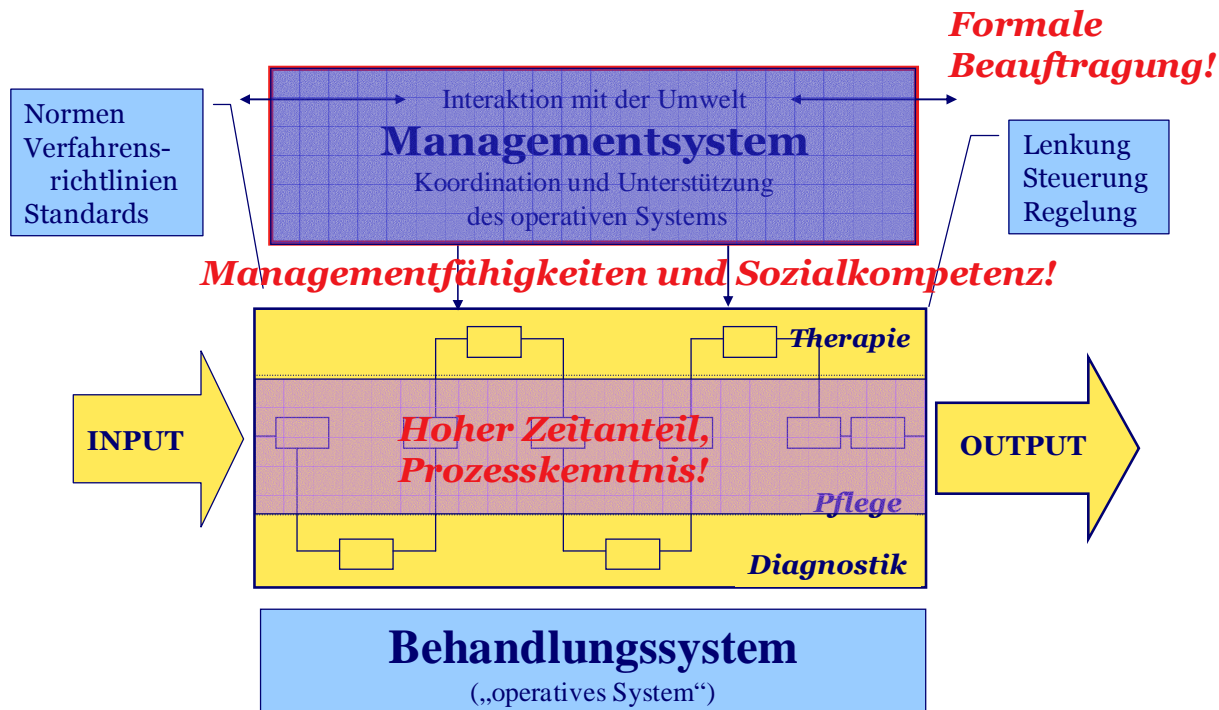 Formale
Beauftragung!
Interaktion mit der Umwelt
Managementsystem
Koordination und Unterstützung
des operativen Systems
Normen
Verfahrens-
richtlinien
Standards
Lenkung
Steuerung
Regelung
Managementfähigkeiten und Sozialkompetenz!
Therapie
INPUT
Hoher Zeitanteil,
Prozesskenntnis!
OUTPUT
Pflege
Diagnostik
Behandlungssystem
(„operatives System“)